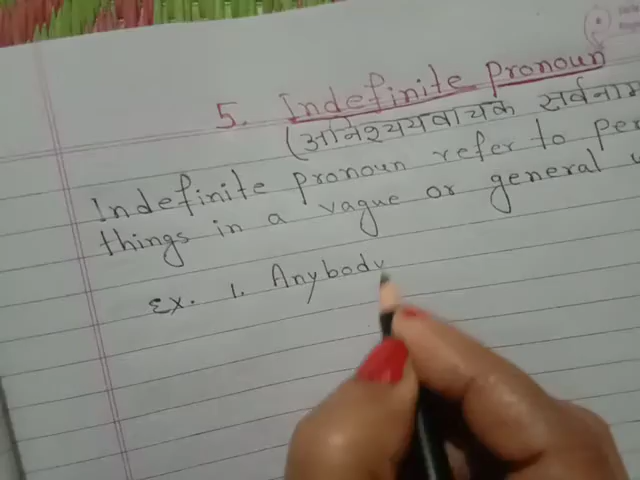 5. Indefinite Pronoun
(अनिश्चयवाचक सर्वनाम
Indefinite pronoun refer to per
things in a vague or general
Ex. 1. Anybody